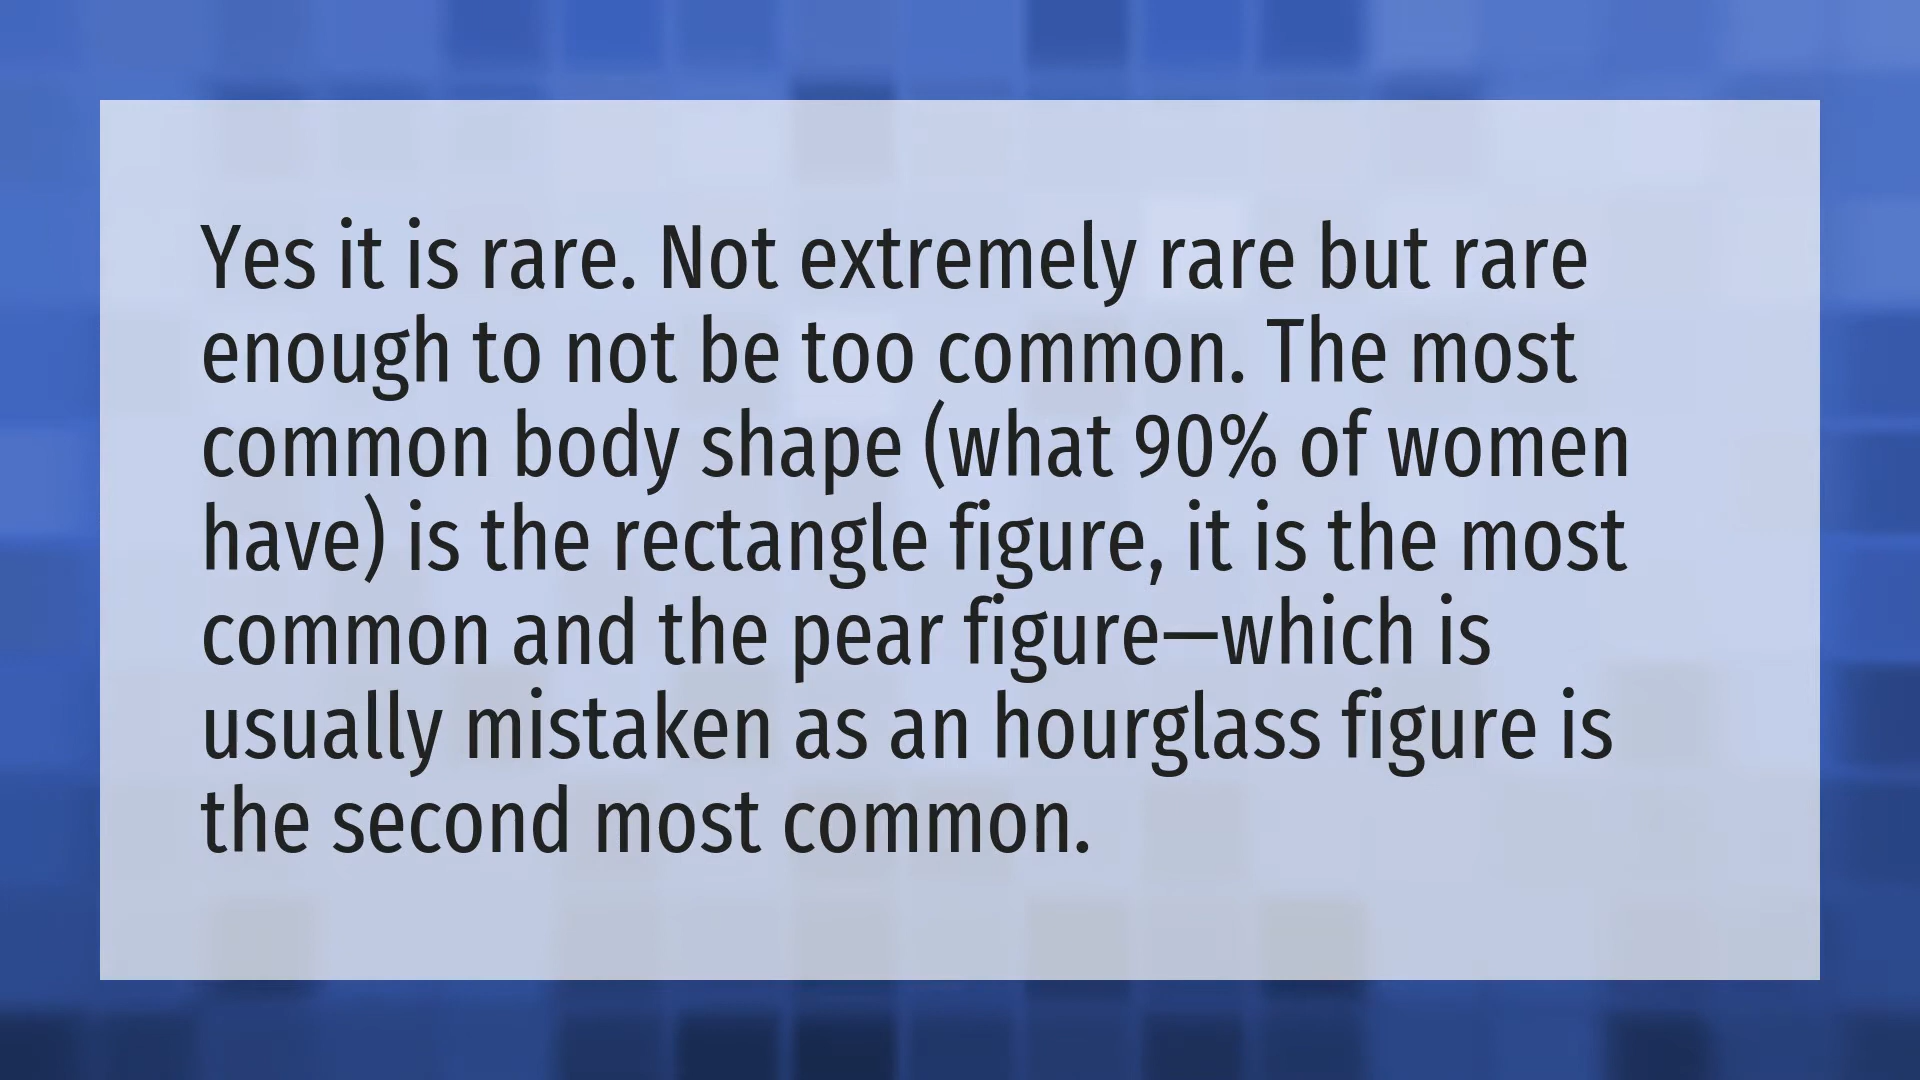 Yes it is rare. Not extremely rare but rare
enough to not be too common. The most
common body shape (what 90% of women
have) is the rectangle figure, it is the most
common and the pear figure—which is
usually mistaken as an hourglass figure is
the second most common.